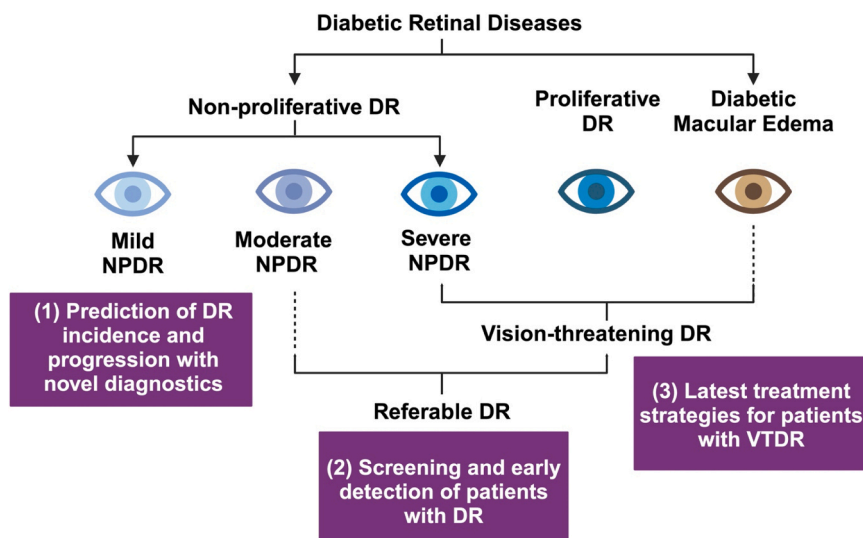 Diabetic Retinal Diseases
Non-proliferative DR
Proliferative
DR
Diabetic
Macular Edema
Mild
NPDR
Moderate
NPDR
Severe
NPDR
(1) Prediction of DR
incidence and
progression with
novel diagnostics
Vision-threatening DR
Referable DR
(2) Screening and early
detection of patients
with DR
(3) Latest treatment
strategies for patients
with VTDR